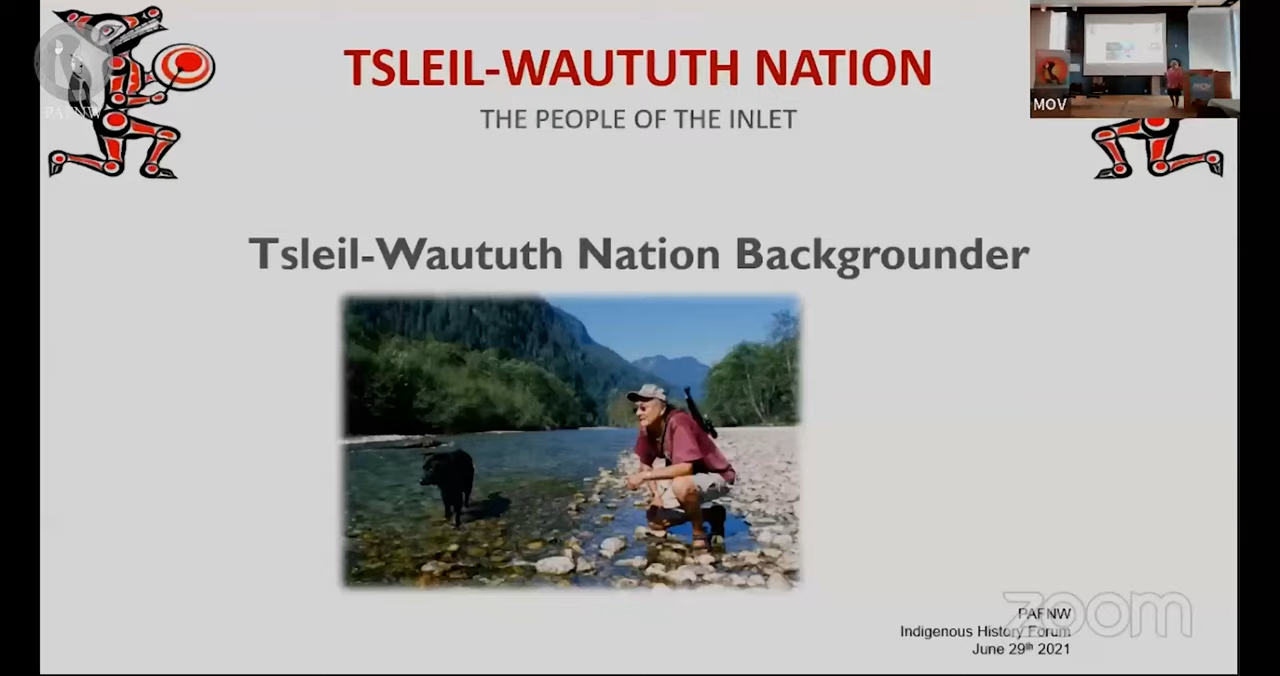 TSLEIL-WAUTUTH NATION
THE PEOPLE OF THE INLET
PAFNW
MOV
Tsleil-Waututh Nation Backgrounder
zoom
PAFNW
Indigenous History Forum
June 29th 2021